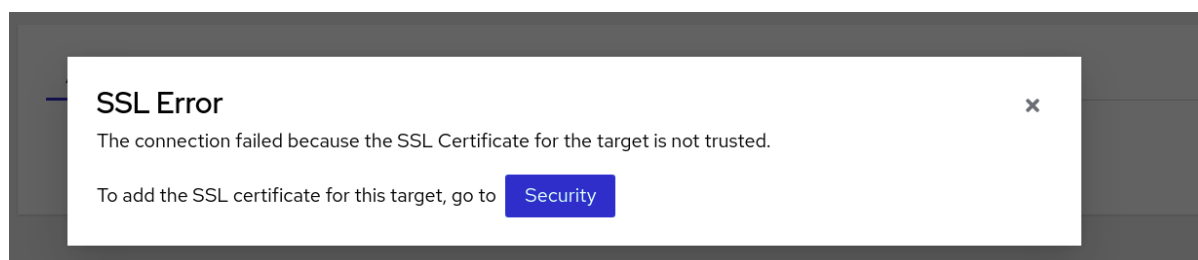 SSL Error
The connection failed because the SSL Certificate for the target is not trusted.
To add the SSL certificate for this target, go to Security